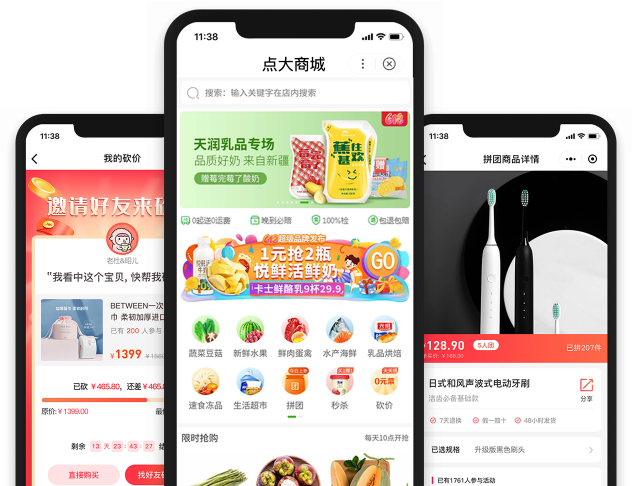 11:38
我的砍价
邀请好友来砍
老杜&昭儿
“我看中这个宝贝，快帮我砍
BETWEEN一次
巾 柔韧加厚进口
已有 200 人参与
¥1399
已砍 ¥465.80，还差 ¥465.8
原价: ¥1399.00
剩余 13 天 23 : 43 : 27 结
直接购买
找好友砍
11:38
点大商城
搜索：输入关键字在店内搜索
618
天润乳品专场
品质好奶 来自新疆
赠莓完莓了酸奶
蕉住
基欢
0起送0运费
晚到必赔
100%检
包退包赔
618超级品牌发布
1元抢2瓶
悦鲜活鲜奶
卡士鲜酪乳9杯29.9
GO
蔬菜豆菇
新鲜水果
鲜肉蛋禽
水产海鲜
乳品烘焙
速食冻品
生活超市
拼团
秒杀
0元
砍价
限时抢购
每天10点开抢
11:38
拼团商品详情
128.90
5人团
¥168.00
已拼207件
日式和风声波式电动牙刷
洁齿必备基础款
分享
7天退换
假一赔十
48小时发货
已选规格
升级版黑色刷头
已有1761人参与活动